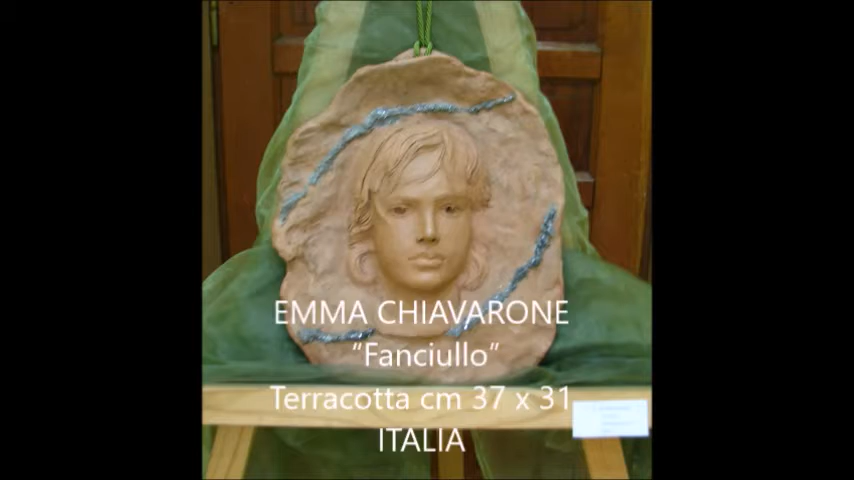 EMMA CHIAVARONE
“Fanciullo”
Terracotta cm 37 x 31
ITALIA